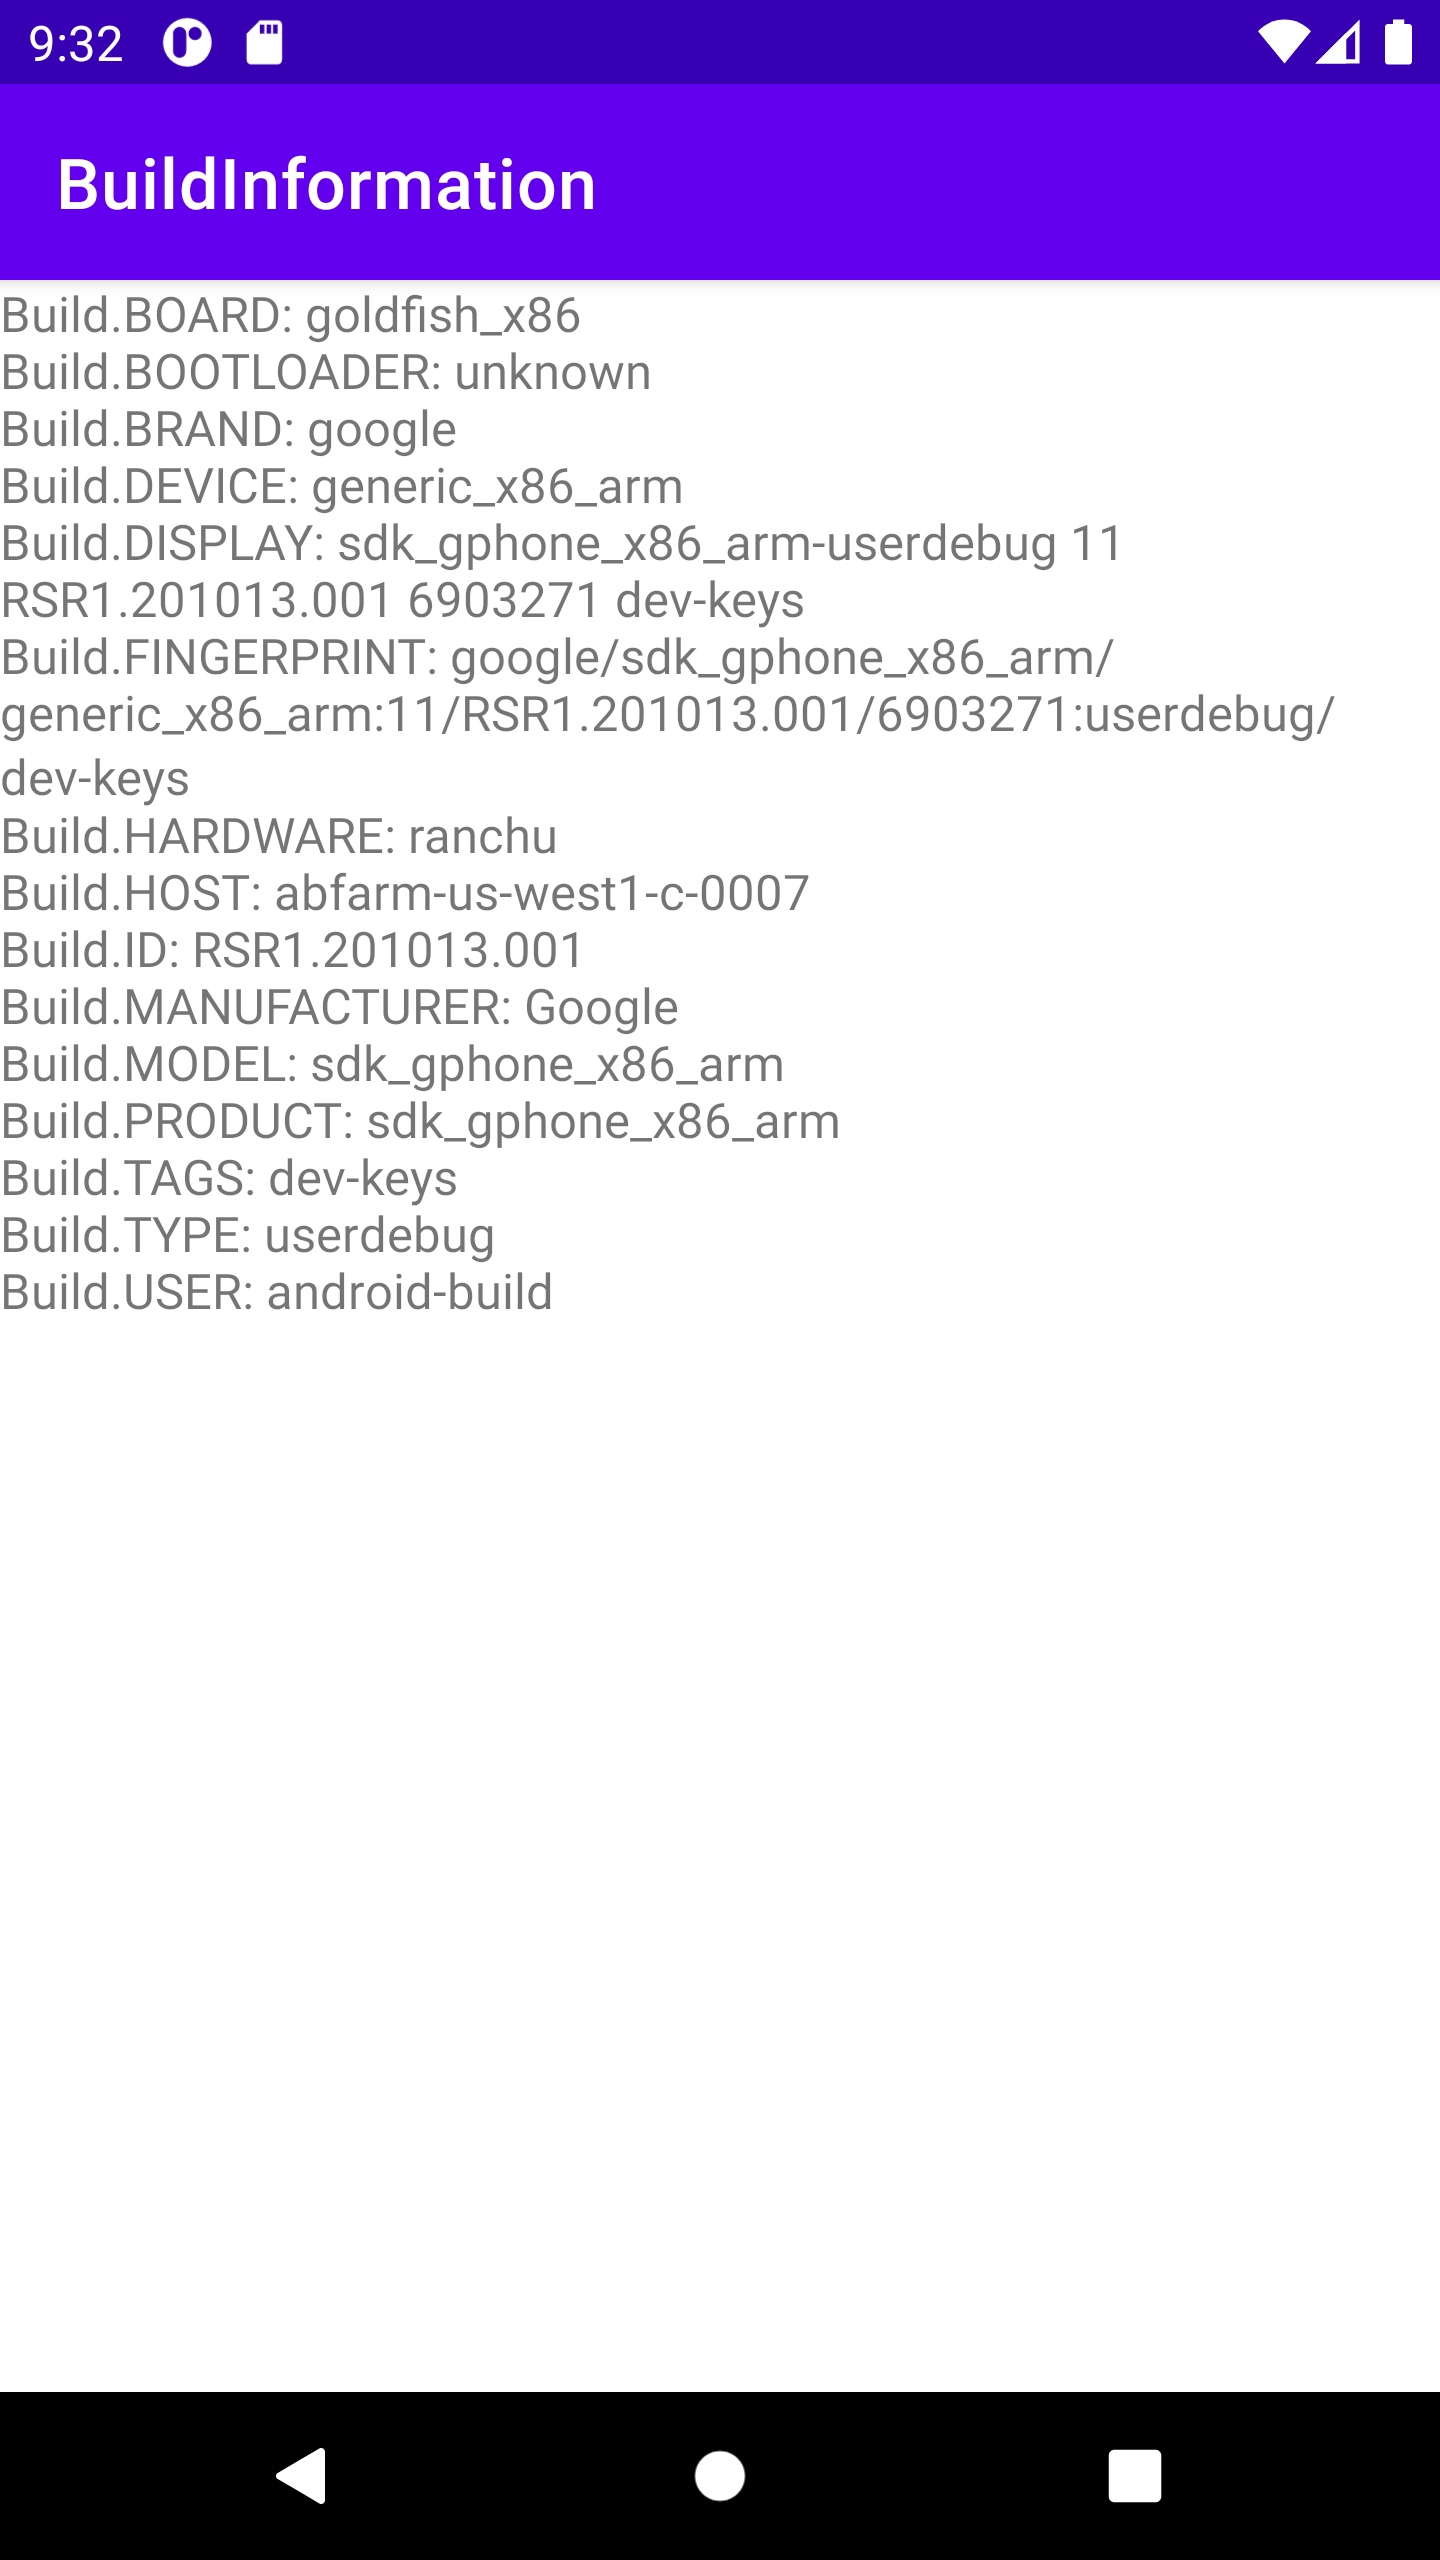 9:32
BuildInformation
Build.BOARD: goldfish_x86
Build.BOOTLOADER: unknown
Build.BRAND: google
Build.DEVICE: generic_x86_arm
Build.DISPLAY: sdk_gphone_x86_arm-userdebug 11
RSR1.201013.001 6903271 dev-keys
Build.FINGERPRINT: google/sdk_gphone_x86_arm/
generic_x86_arm:11/RSR1.201013.001/6903271:userdebug/
dev-keys
Build.HARDWARE: ranchu
Build.HOST: abfarm-us-west1-c-0007
Build.ID: RSR1.201013.001
Build.MANUFACTURER: Google
Build.MODEL: sdk_gphone_x86_arm
Build.PRODUCT: sdk_gphone_x86_arm
Build.TAGS: dev-keys
Build.TYPE: userdebug
Build.USER: android-build